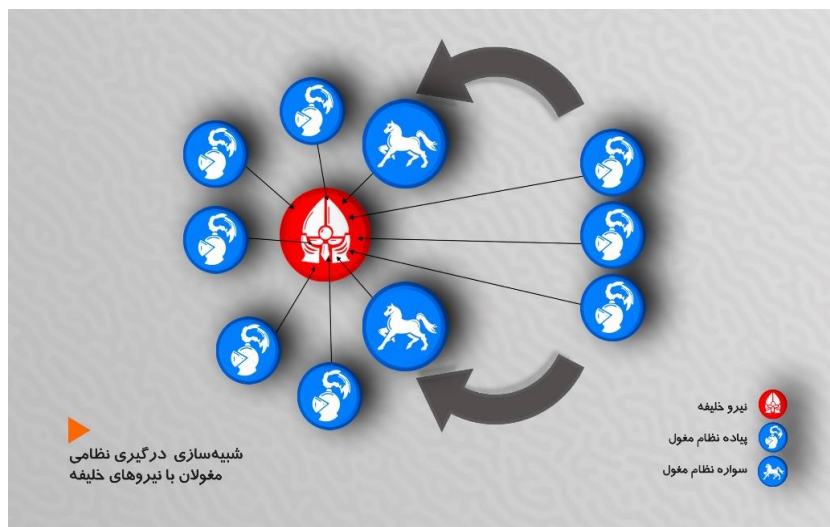 نیرو خلیفه
پیاده نظام مغول
سواره نظام مغول
شبیه‌سازی درگیری نظامی
مغولان با نیروهای خلیفه